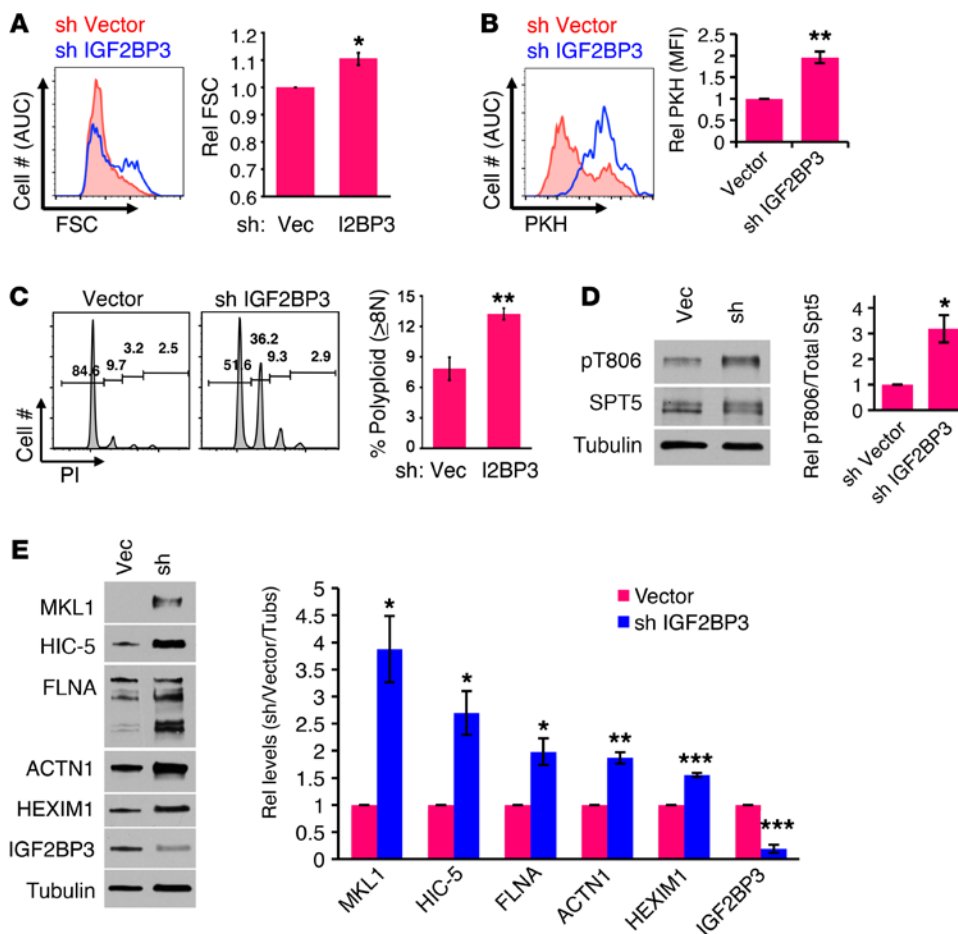 A
sh Vector
sh IGF2BP3
Cell # (AUC)
FSC
Rel FSC
1.2
1.1
1.0
0.9
0.8
0.7
0.6
*
sh: Vec I2BP3
B
sh Vector
sh IGF2BP3
Cell # (AUC)
PKH
Rel PKH (MFI)
2.5
2
1.5
1
0.5
0
**
Vector
sh IGF2BP3
C
Vector
84.6 9.7 3.2 2.5
Cell #
PI
sh IGF2BP3
51.6 36.2 9.3 2.9
% Polyploid (≥8N)
15
12
9
6
3
0
**
sh: Vec I2BP3
D
Vec sh
pT806
SPT5
Tubulin
Rel pT806/Total Spt5
4
3
2
1
0
*
sh Vector
sh IGF2BP3
E
Vec sh
MKL1
HIC-5
FLNA
ACTN1
HEXIM1
IGF2BP3
Tubulin
Rel levels (sh/Vector/Tubs)
5
4.5
4
3.5
3
2.5
2
1.5
1
0.5
0
Vector
sh IGF2BP3
* * * ** *** ***
MKL1
HIC-5
FLNA
ACTN1
HEXIM1
IGF2BP3